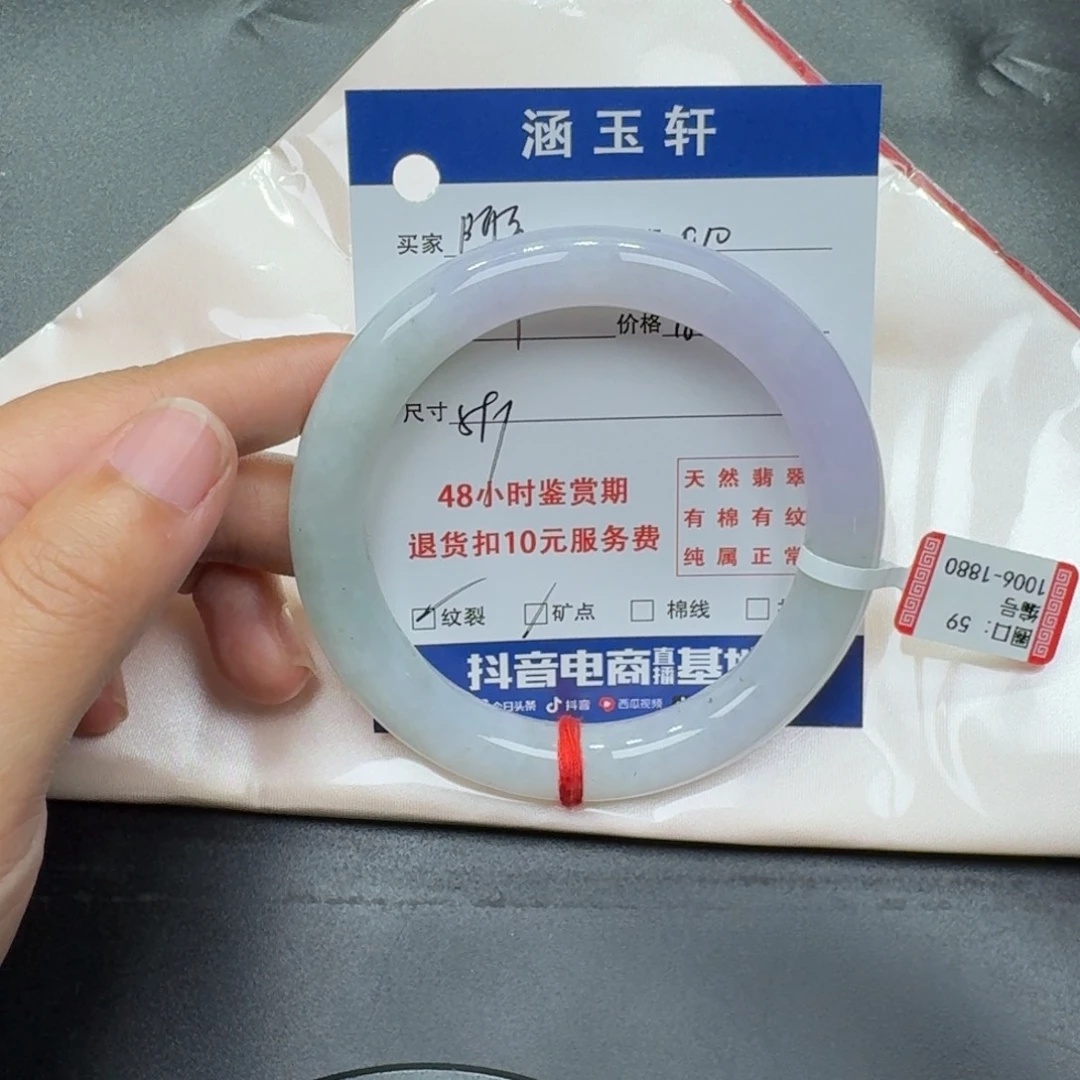 涵玉轩
买家
价格
尺寸
48小时鉴赏期
退货扣10元服务费
天然翡翠
有棉有纹
纯属正常
纹裂 矿点 棉线
抖音电商直播基地
今日头条 抖音 西瓜视频
圈口：59
编号
1006-1880